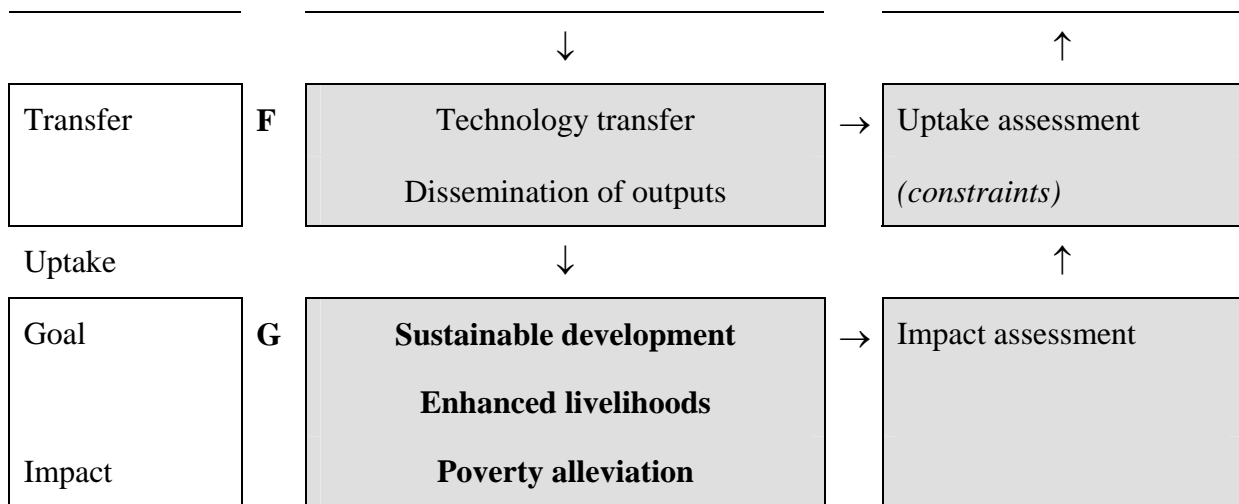 ↓ ↑
Transfer F Technology transfer → Uptake assessment
Dissemination of outputs (constraints)
Uptake ↓ ↑
Goal G Sustainable development → Impact assessment
Enhanced livelihoods
Impact Poverty alleviation